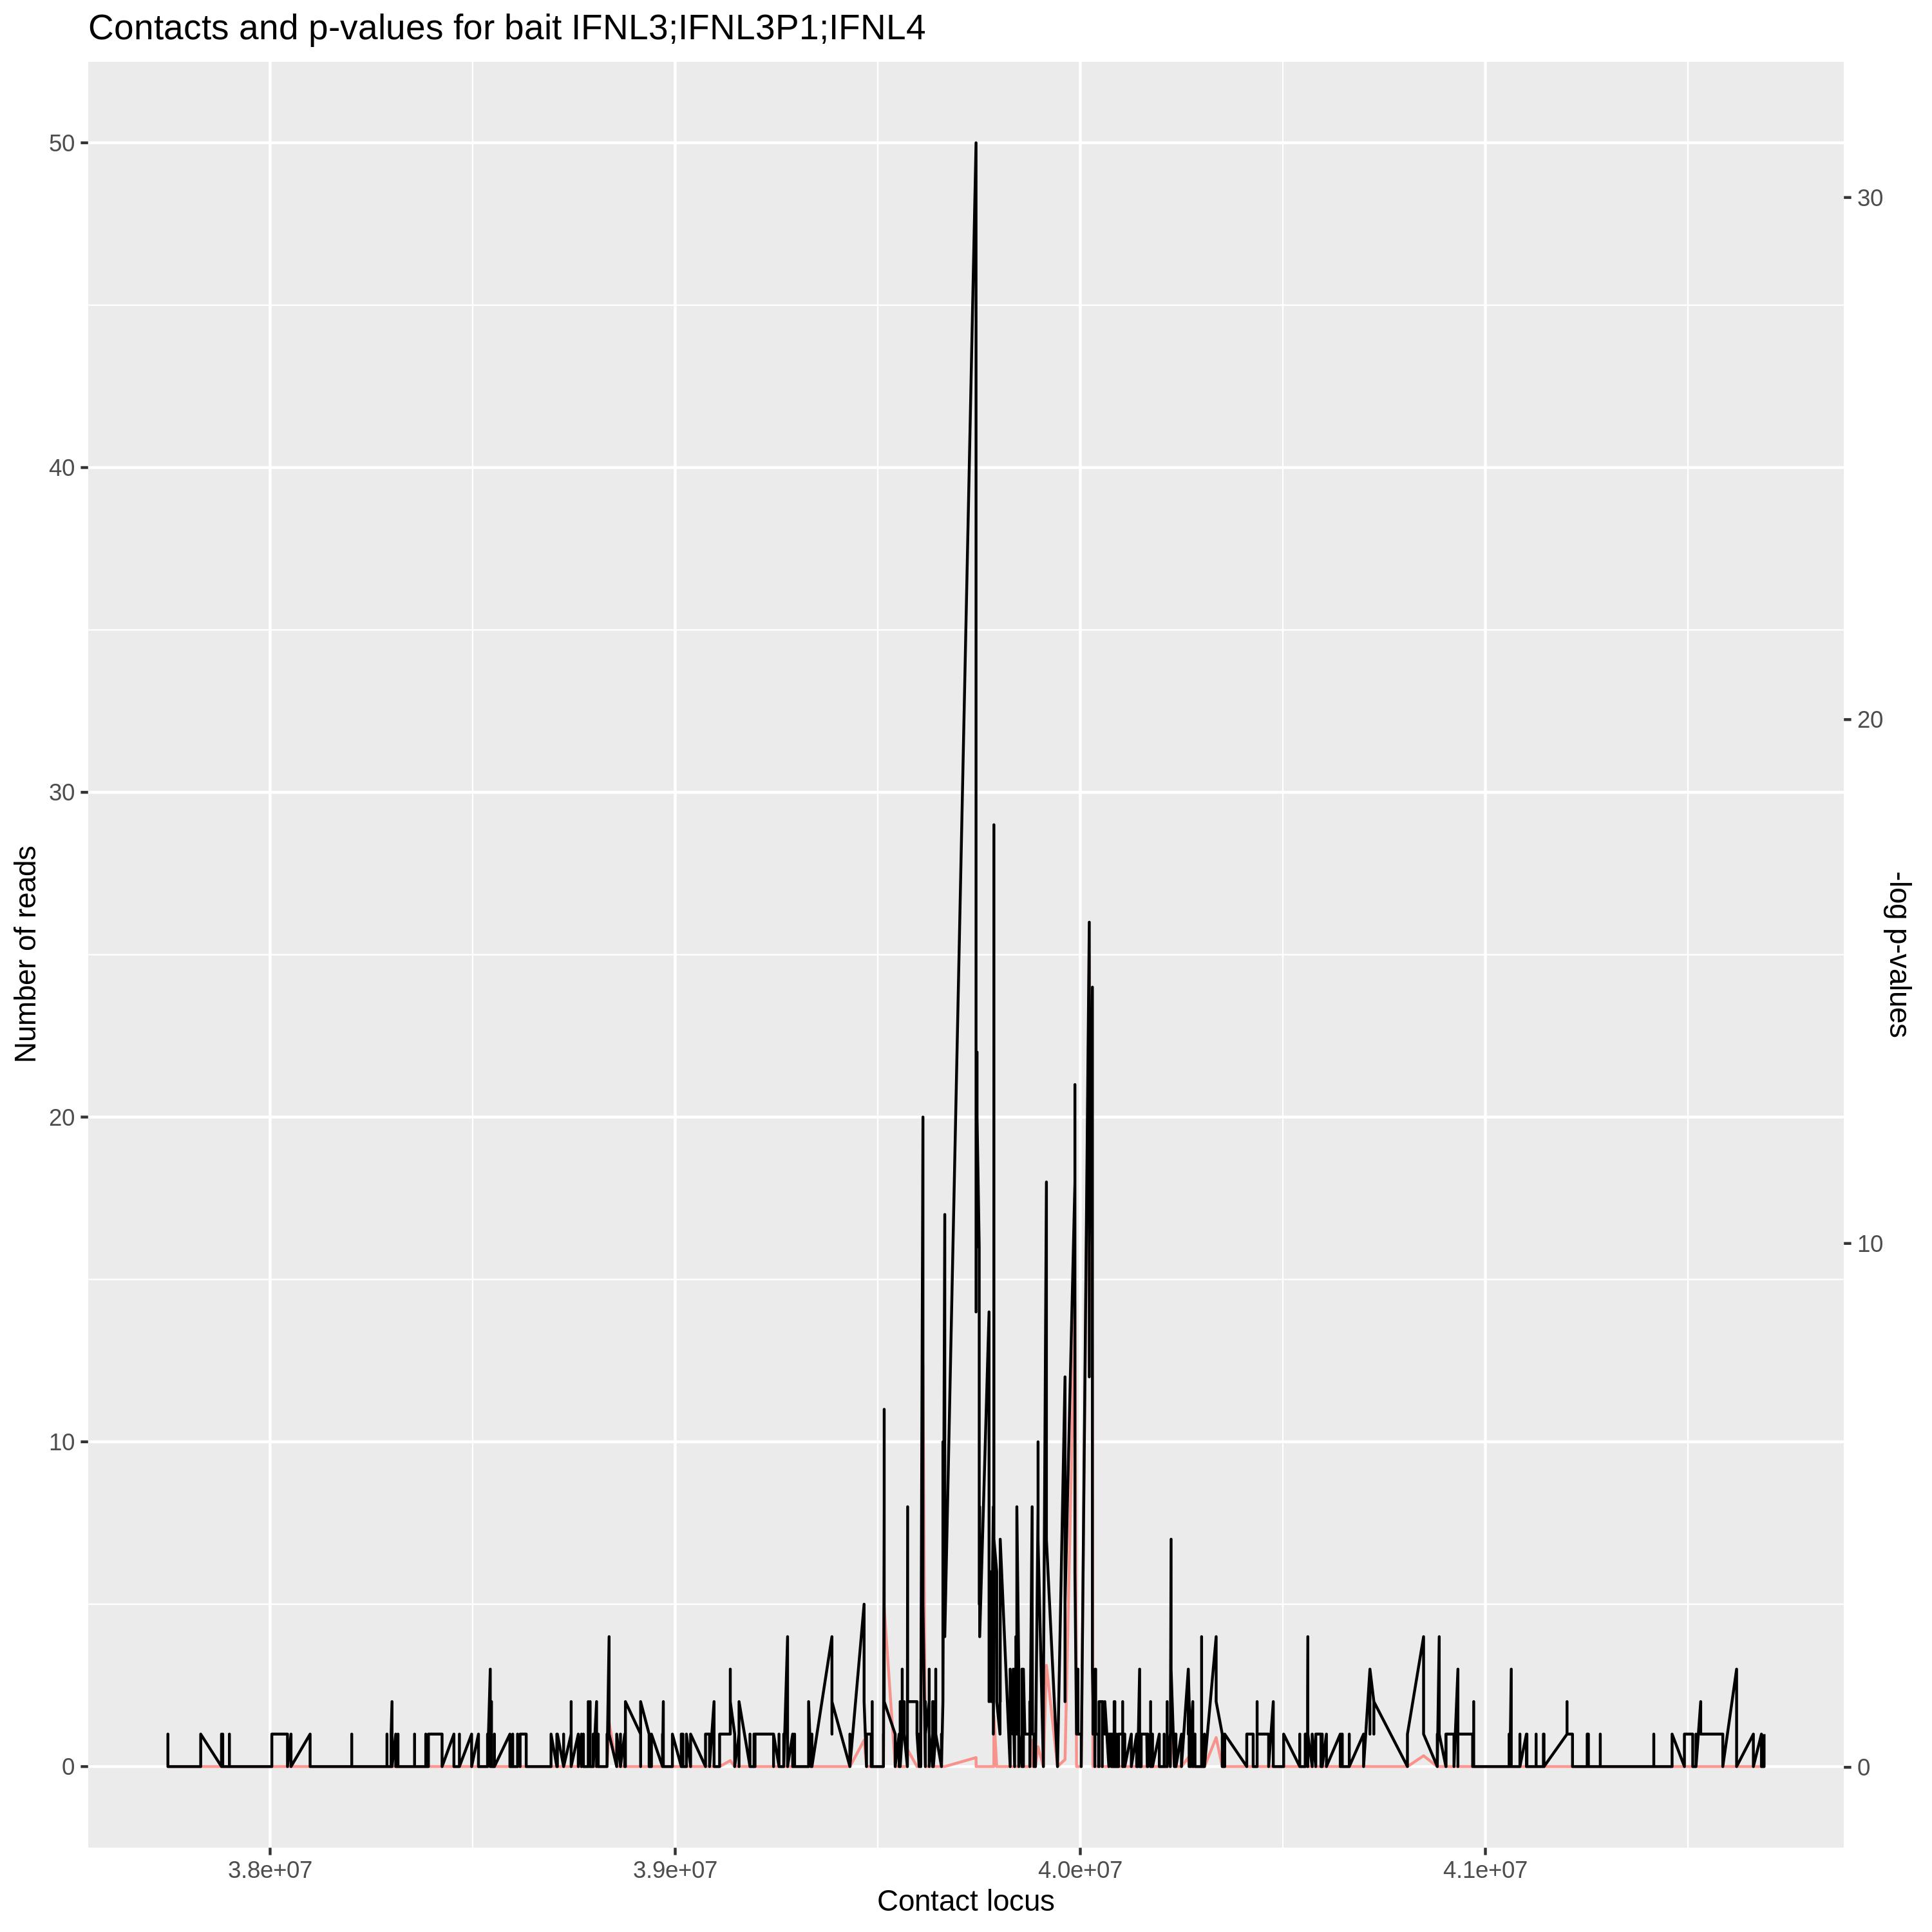 Contacts and p-values for bait IFNL3;IFNL3P1;IFNL4
50
40
30
20
10
0
Number of reads
30
20
10
0
-log p-values
3.8e+07
3.9e+07
4.0e+07
4.1e+07
Contact locus